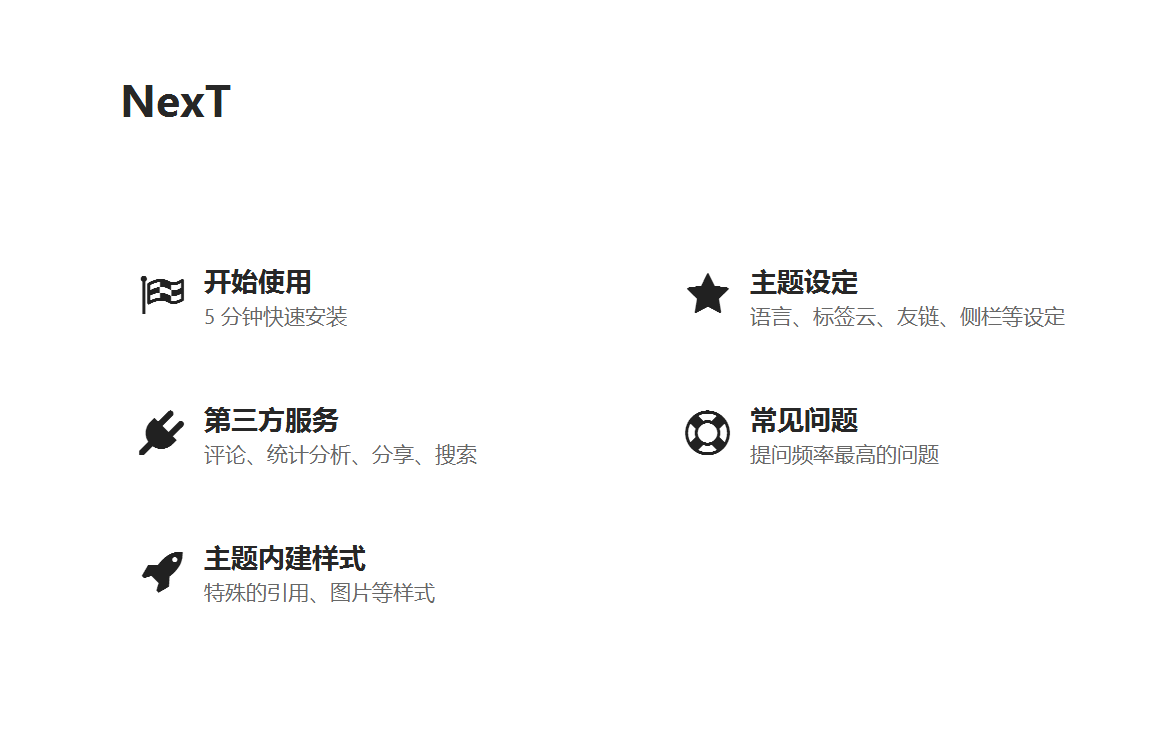 NexT
开始使用
5 分钟快速安装
主题设定
语言、标签云、友链、侧栏等设定
第三方服务
评论、统计分析、分享、搜索
常见问题
提问频率最高的问题
主题内建样式
特殊的引用、图片等样式